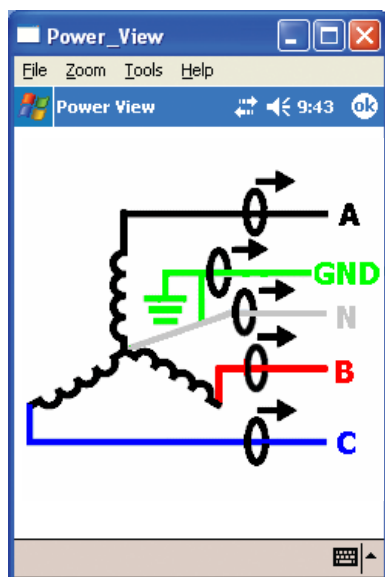 Power_View
File Zoom Tools Help
Power View 9:43 ok
A
GND
N
B
C